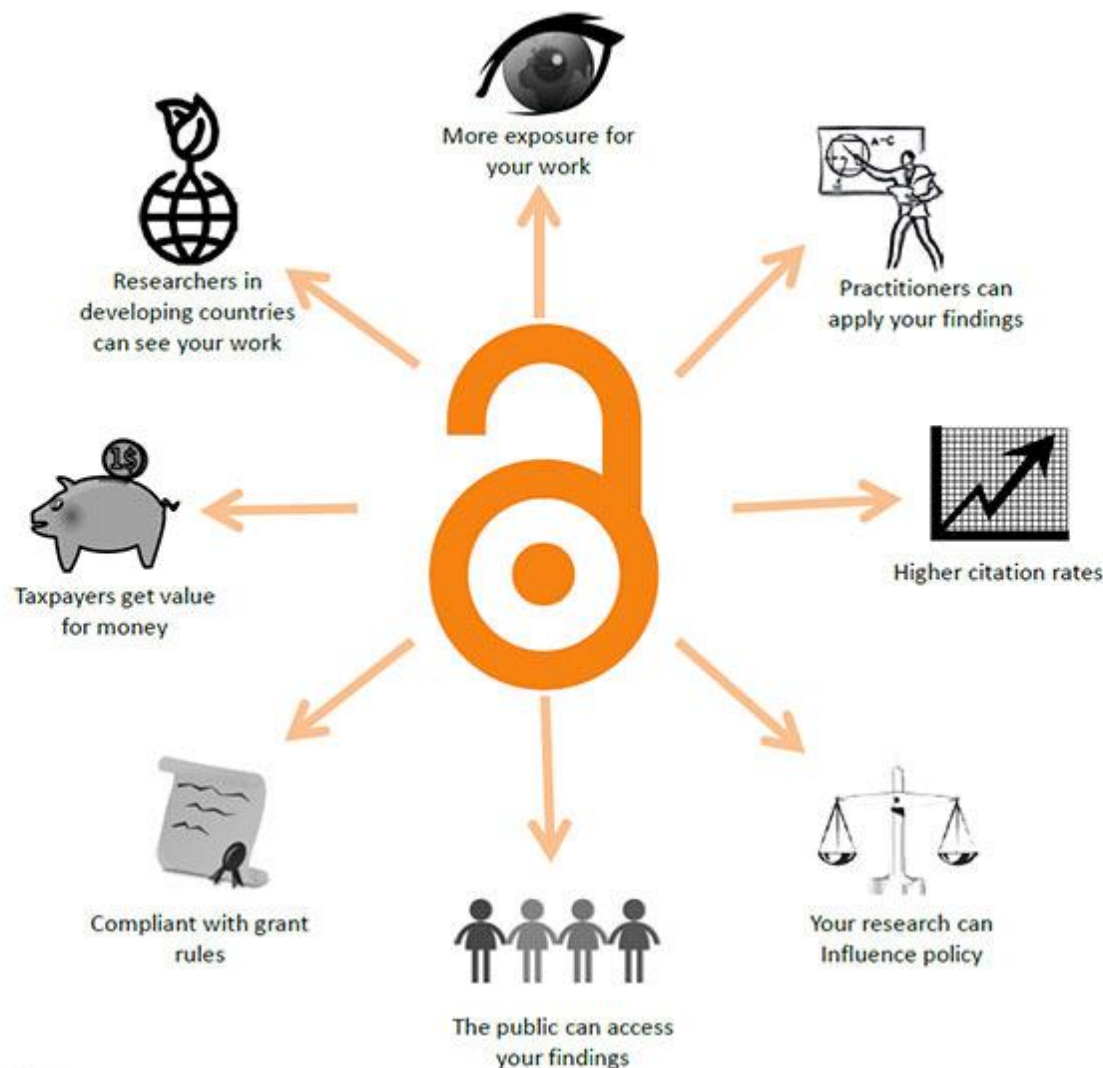 More exposure for
your work
A-C
Practitioners can
apply your findings
Researchers in
developing countries
can see your work
1$
Higher citation rates
Taxpayers get value
for money
Compliant with grant
rules
Your research can
Influence policy
The public can access
your findings